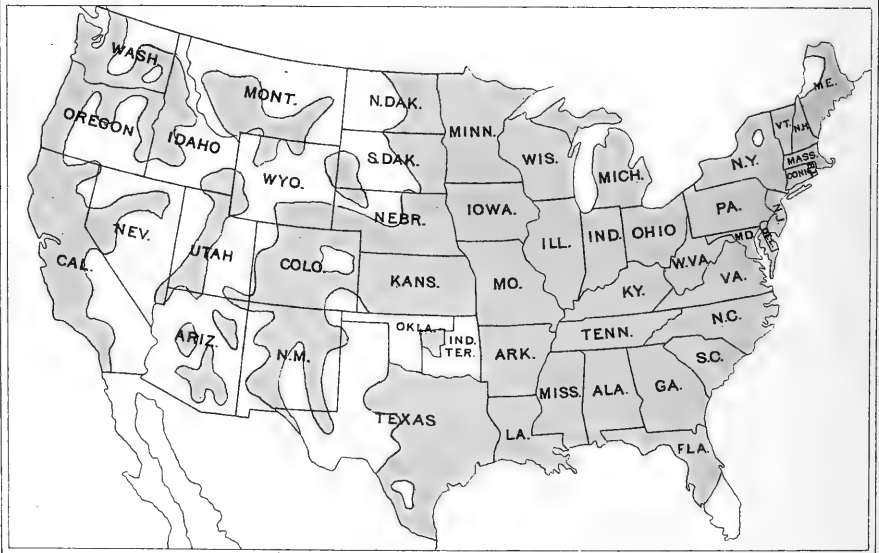 WASH
OREGON
IDAHO
MONT.
N.DAK.
S.DAK.
WYO.
NEBR.
NEV.
UTAH
COLO.
KANS.
CAL.
ARIZ.
N.M.
OKLA.
IND.
TER.
TEXAS
MINN.
IOWA.
MO.
ARK.
LA.
WIS.
ILL.
MICH.
IND.
OHIO
KY.
TENN.
MISS.
ALA.
GA.
FLA.
S.C.
N.C.
VA.
W.VA.
PA.
N.Y.
MD.
DEL.
N.J.
CONN.
R.I.
MASS.
VT.
N.H.
ME.